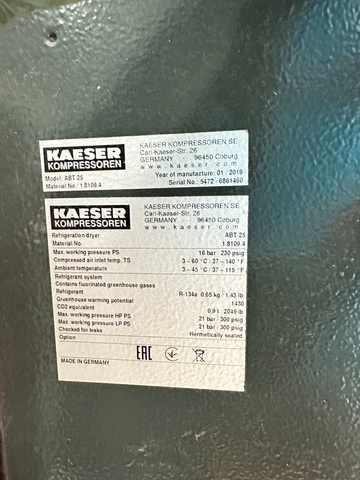 KAESER
KOMPRESSOREN
KAESER KOMPRESSOREN SE
Carl-Kaeser-Str. 26
GERMANY - 96450 Coburg
www.kaeser.com
Model: ABT 25
Year of manufacture: 01 / 2019
Material No.: 1.8109.4
Serial No.: 5472 - 6861460
KAESER
KOMPRESSOREN
KAESER KOMPRESSOREN SE
Carl-Kaeser-Str. 26
GERMANY - 96450 Coburg
www.kaeser.com
Refrigeration dryer ABT 25
Material No. 1.8109.4
Max. working pressure PS 16 bar / 230 psig
Compressed air inlet temp. TS 3 – 60 °C / 37 – 140 °F
Ambient temperature 3 – 45 °C / 37 – 115 °F
Refrigerant system
Contains fluorinated greenhouse gases
Refrigerant R-134a 0,65 kg / 1.43 lb
Greenhouse warming potential 1430
CO2 equivalent 0,9 t / 2049 lb
Max. working pressure HP PS 21 bar / 300 psig
Max. working pressure LP PS 21 bar / 300 psig
Checked for leaks Hermetically sealed
Option
MADE IN GERMANY
EAC